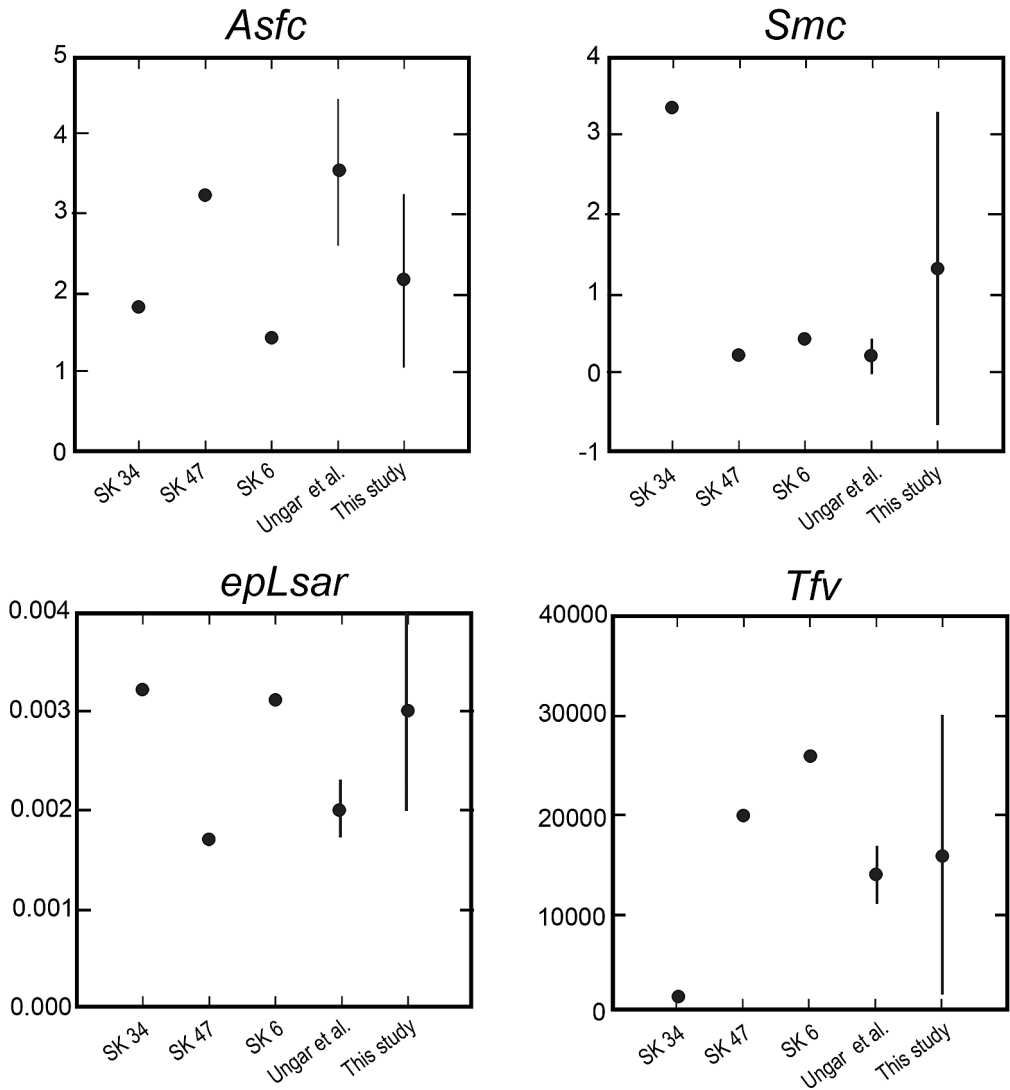 Asfc
5
4
3
2
1
0
SK 34
SK 47
SK 6
Ungar et al.
This study
Smc
4
3
2
1
0
-1
SK 34
SK 47
SK 6
Ungar et al.
This study
epLsar
0.004
0.003
0.002
0.001
0.000
SK 34
SK 47
SK 6
Ungar et al.
This study
Tfv
40000
30000
20000
10000
0
SK 34
SK 47
SK 6
Ungar et al.
This study